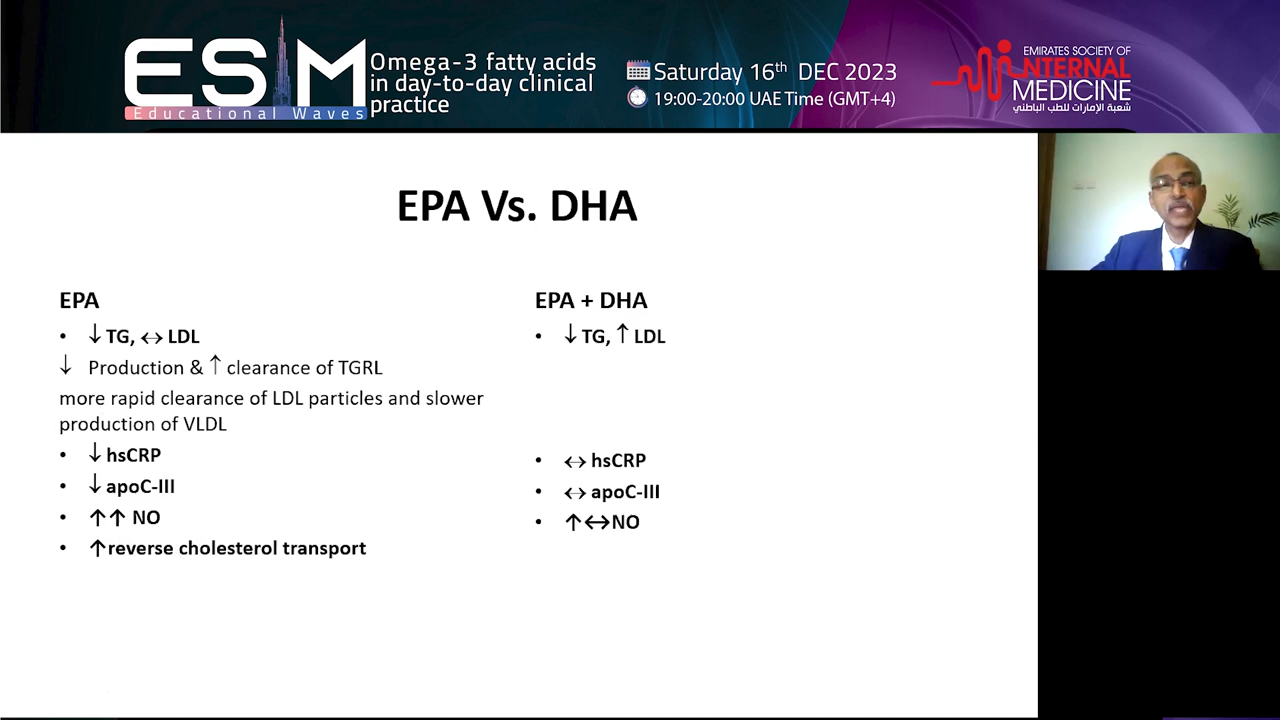 ESIM
Educational Waves
Omega-3 fatty acids
in day-to-day clinical
practice
Saturday 16th DEC 2023
19:00-20:00 UAE Time (GMT+4)
EMIRATES SOCIETY OF
INTERNAL
MEDICINE
شعبة الإمارات للطب الباطني
EPA Vs. DHA
EPA
• ↓ TG, ↔ LDL
↓ Production & ↑ clearance of TGRL
more rapid clearance of LDL particles and slower
production of VLDL
• ↓ hsCRP
• ↓ apoC-III
• ↑↑ NO
• ↑reverse cholesterol transport
EPA + DHA
• ↓ TG, ↑ LDL
• ↔ hsCRP
• ↔ apoC-III
• ↑↔NO